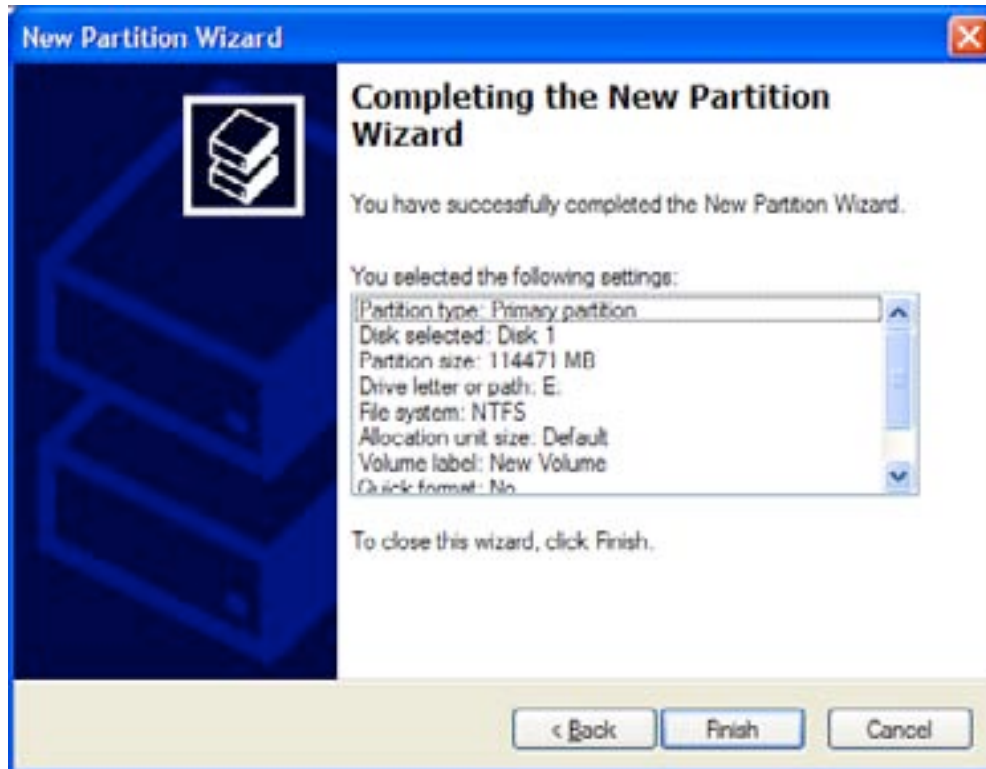 New Partition Wizard
Completing the New Partition
Wizard
You have successfully completed the New Partition Wizard.
You selected the following settings:
Partition type: Primary partition
Disk selected: Disk 1
Partition size: 114471 MB
Drive letter or path: E:
File system: NTFS
Allocation unit size: Default
Volume label: New Volume
Quick format: No
To close this wizard, click Finish.
< Back
Finish
Cancel